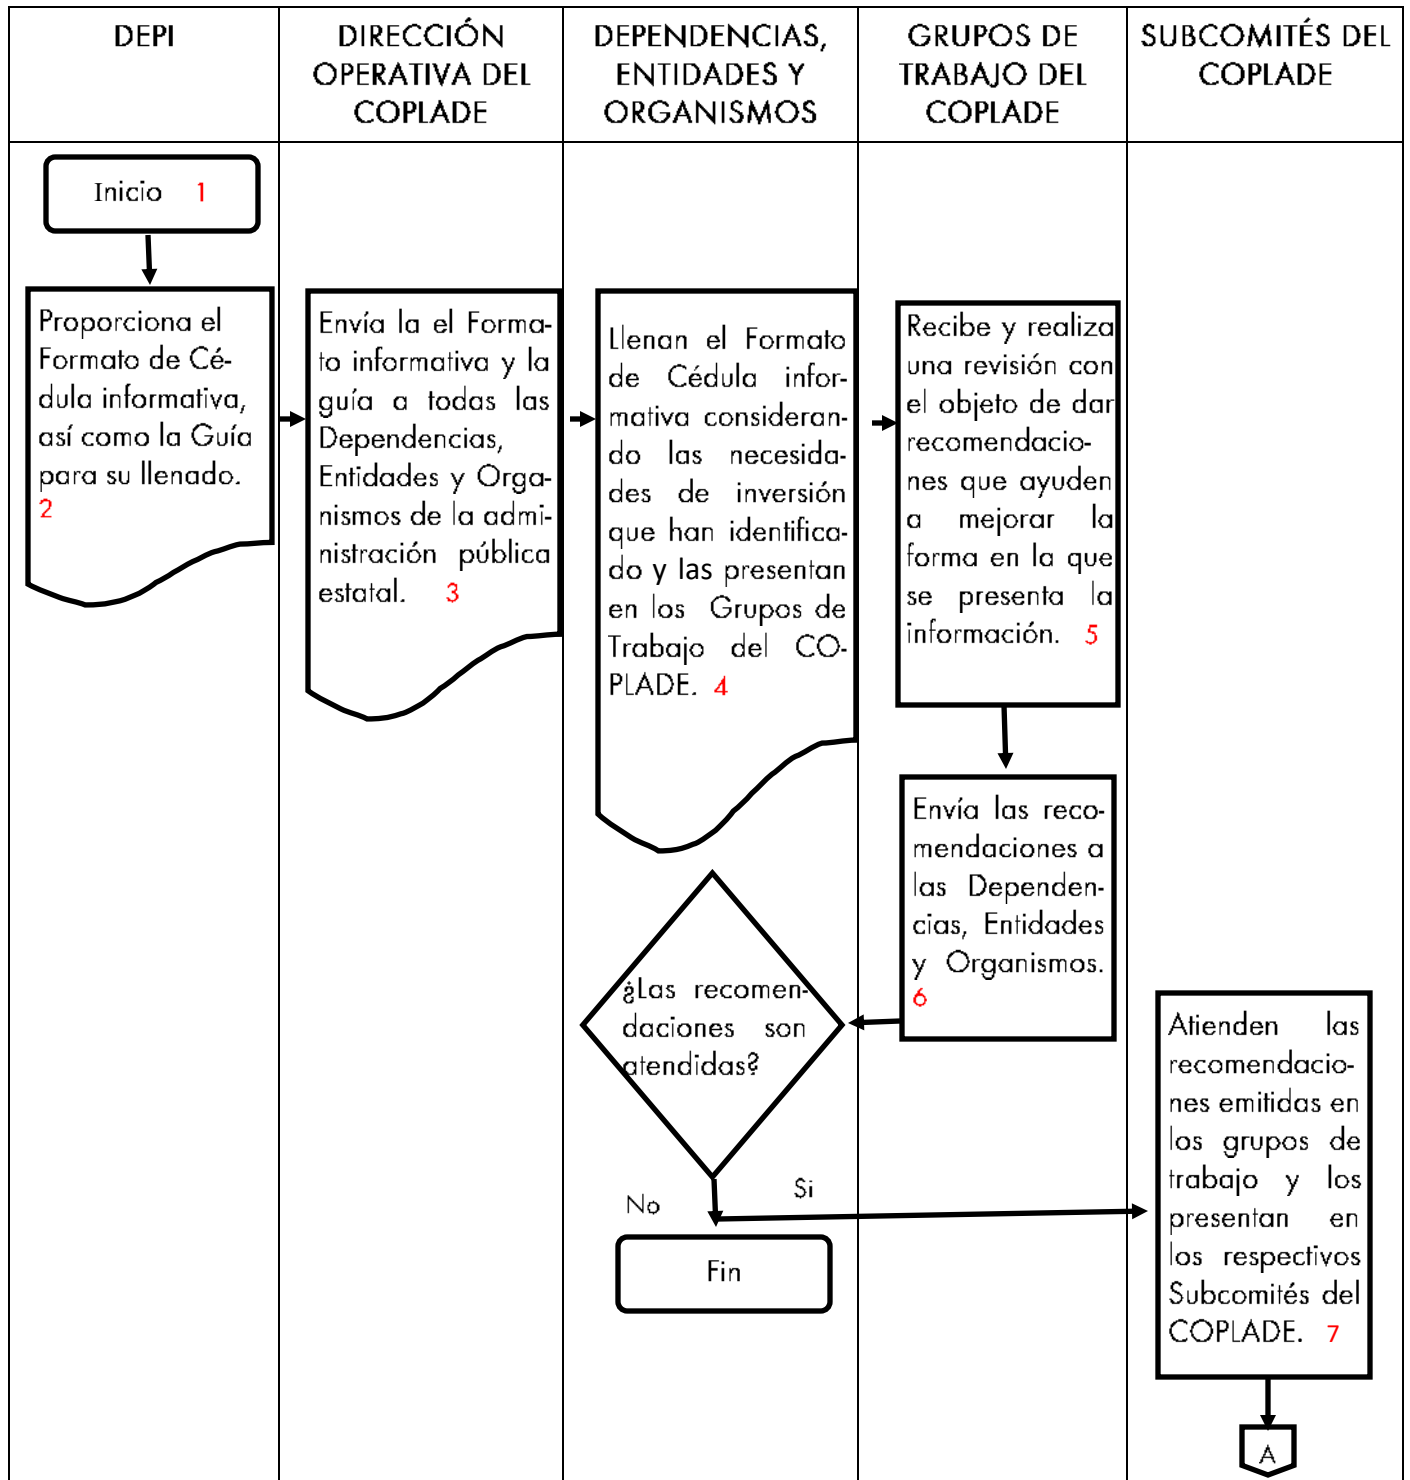 DEPI
DIRECCIÓN
OPERATIVA DEL
COPLADE
DEPENDENCIAS,
ENTIDADES Y
ORGANISMOS
GRUPOS DE
TRABAJO DEL
COPLADE
SUBCOMITÉS DEL
COPLADE
Inicio 1
Proporciona el
Formato de Cé-
dula informativa,
así como la Guía
para su llenado.
2
Envía la el Forma-
to informativa y la
guía a todas las
Dependencias,
Entidades y Orga-
nismos de la admi-
nistración pública
estatal. 3
Llenan el Formato
de Cédula infor-
mativa consideran-
do las necesida-
des de inversión
que han identifica-
do y las presentan
en los Grupos de
Trabajo del CO-
PLADE. 4
Recibe y realiza
una revisión con
el objeto de dar
recomendacio-
nes que ayuden
a mejorar la
forma en la que
se presenta la
información. 5
Envía las reco-
mendaciones a
las Dependen-
cias, Entidades
y Organismos.
6
¿Las recomen-
daciones son
atendidas?
No
Si
Fin
Atienden las
recomendacio-
nes emitidas en
los grupos de
trabajo y los
presentan en
los respectivos
Subcomités del
COPLADE. 7
A